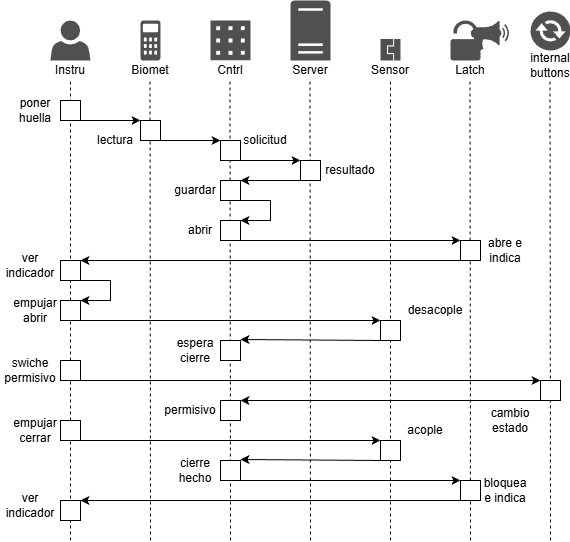 Instru
Biomet
Cntrl
Server
Sensor
Latch
internal
buttons
poner
huella
lectura
solicitud
resultado
guardar
abrir
abre e
indica
ver
indicador
empujar
abrir
desacople
espera
cierre
swiche
permisivo
permisivo
cambio
estado
empujar
cerrar
acople
cierre
hecho
bloquea
e indica
ver
indicador